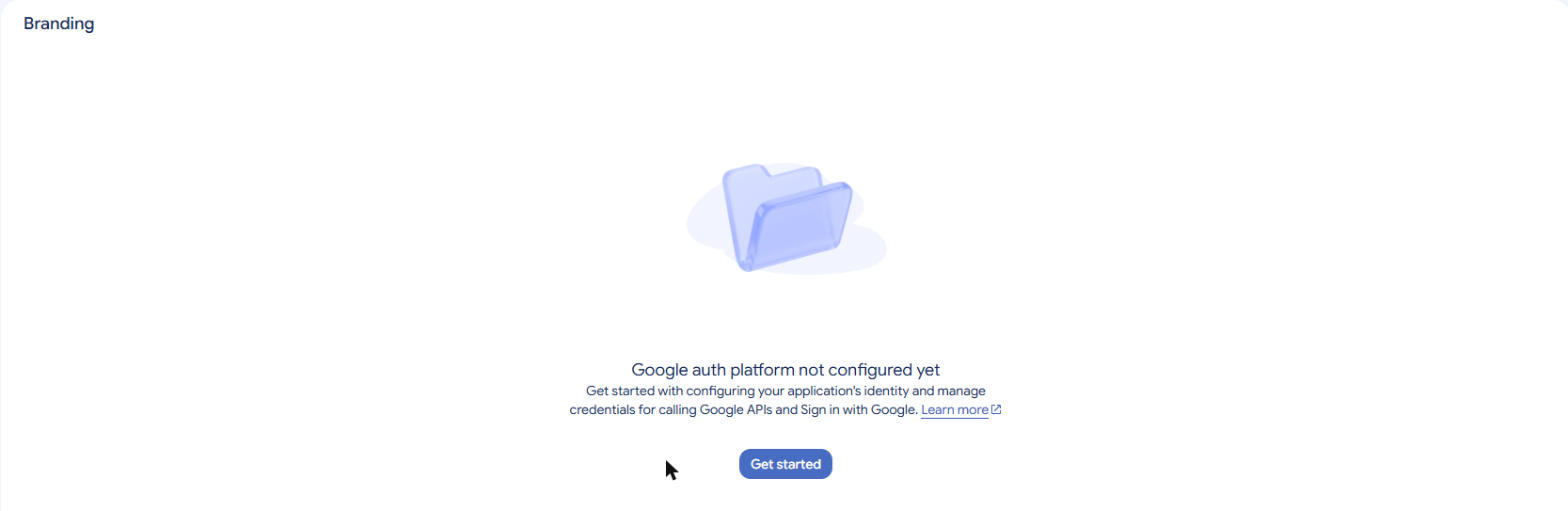 Branding
Google auth platform not configured yet
Get started with configuring your application's identity and manage
credentials for calling Google APIs and Sign in with Google. Learn more
Get started